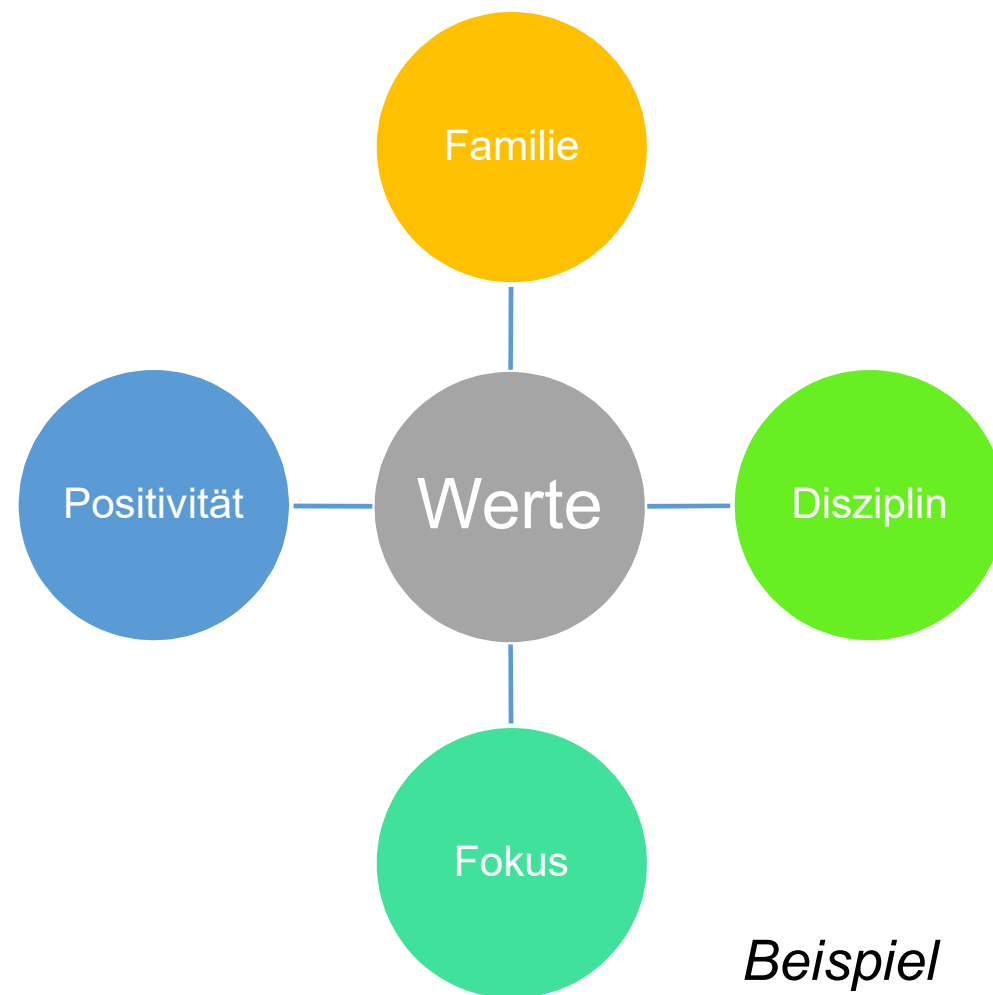 Familie
Positivität
Werte
Disziplin
Fokus
Beispiel